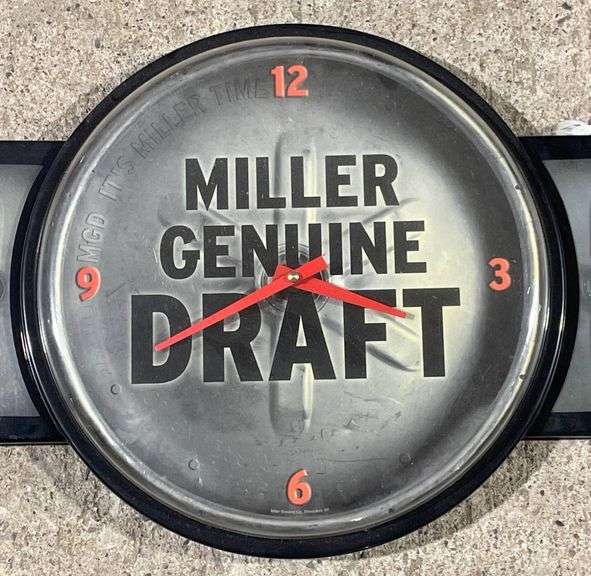 MGD IT'S MILLER TIME
12
MILLER
GENUINE
9
3
DRAFT
6